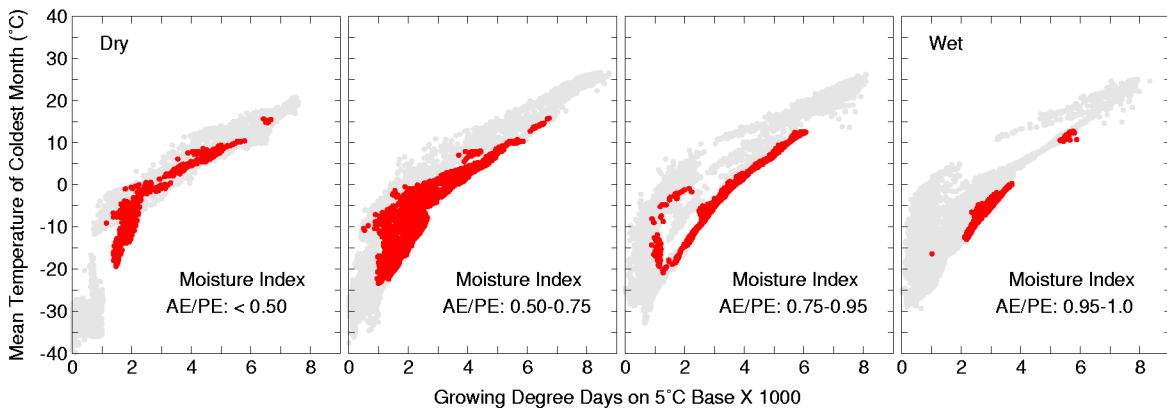 Mean Temperature of Coldest Month (°C)
40
30
20
10
0
-10
-20
-30
-40
Dry
Moisture Index
AE/PE: < 0.50
Moisture Index
AE/PE: 0.50-0.75
Moisture Index
AE/PE: 0.75-0.95
Wet
Moisture Index
AE/PE: 0.95-1.0
0 2 4 6 8 0 2 4 6 8 0 2 4 6 8 0 2 4 6 8
Growing Degree Days on 5°C Base X 1000